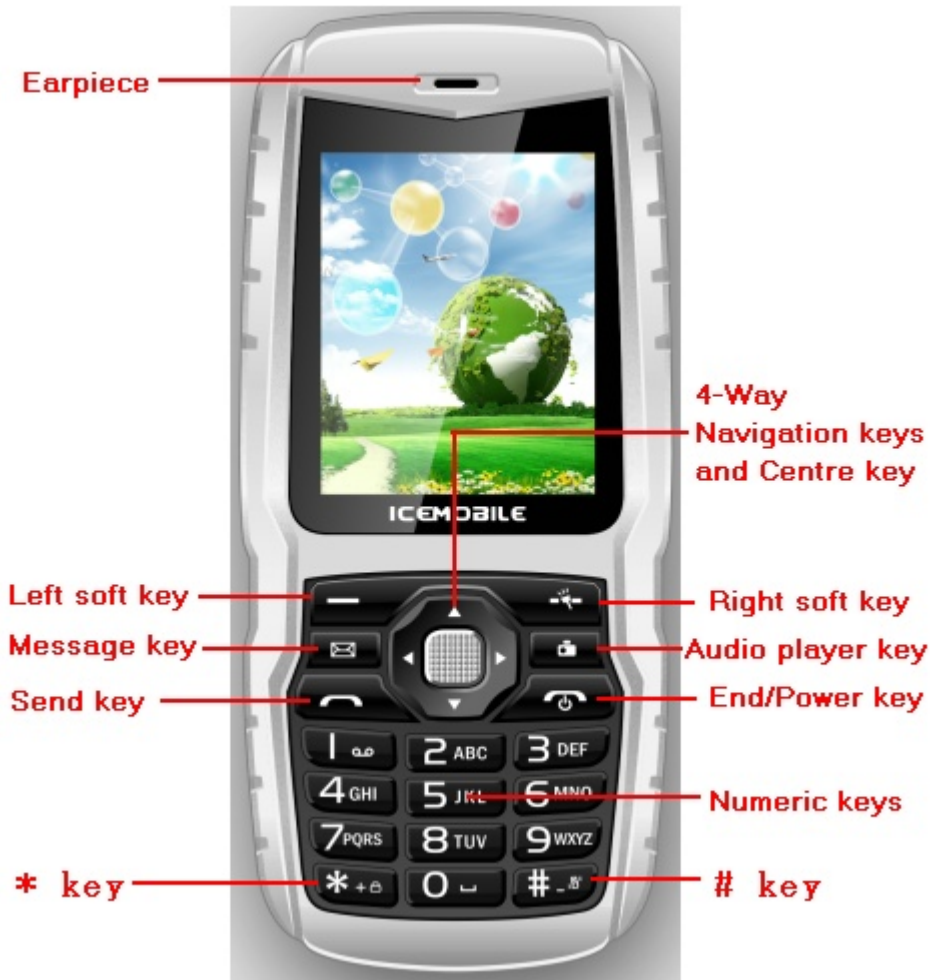 Earpiece
4-Way
Navigation keys
and Centre key
ICEMOBILE
Left soft key
Right soft key
Message key
Audio player key
Send key
End/Power key
1
2 ABC
3 DEF
4 GHI
5 JKL
6 MNO
Numeric keys
7 PQRS
8 TUV
9 WXYZ
* key
* +
0
# -
# key